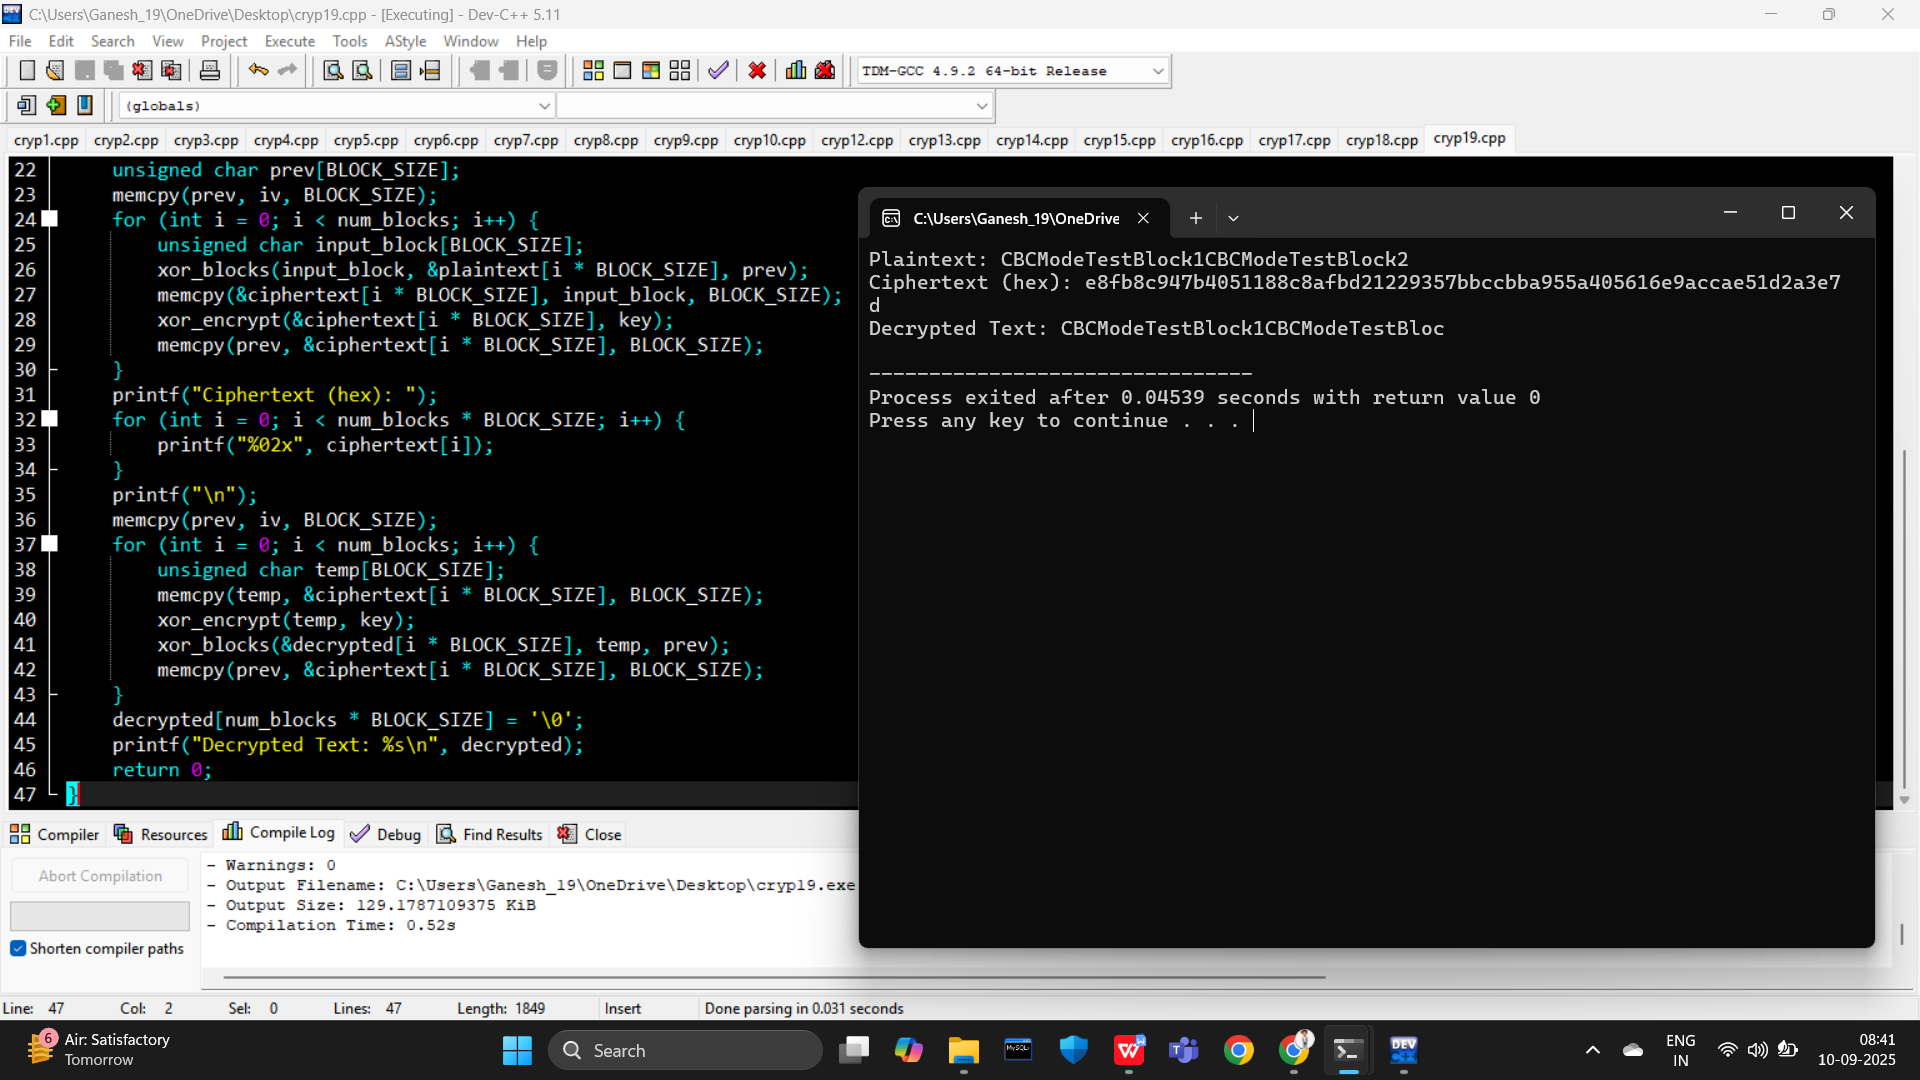 C:\Users\Ganesh_19\OneDrive\Desktop\cryp19.cpp - [Executing] - Dev-C++ 5.11
File Edit Search View Project Execute Tools AStyle Window Help
TDM-GCC 4.9.2 64-bit Release
(globals)
cryp1.cpp cryp2.cpp cryp3.cpp cryp4.cpp cryp5.cpp cryp6.cpp cryp7.cpp cryp8.cpp cryp9.cpp cryp10.cpp cryp12.cpp cryp13.cpp cryp14.cpp cryp15.cpp cryp16.cpp cryp17.cpp cryp18.cpp cryp19.cpp
22 unsigned char prev[BLOCK_SIZE];
23 memcpy(prev, iv, BLOCK_SIZE);
24 for (int i = 0; i < num_blocks; i++) {
25 unsigned char input_block[BLOCK_SIZE];
26 xor_blocks(input_block, &plaintext[i * BLOCK_SIZE], prev);
27 memcpy(&ciphertext[i * BLOCK_SIZE], input_block, BLOCK_SIZE);
28 xor_encrypt(&ciphertext[i * BLOCK_SIZE], key);
29 memcpy(prev, &ciphertext[i * BLOCK_SIZE], BLOCK_SIZE);
30 }
31 printf("Ciphertext (hex): ");
32 for (int i = 0; i < num_blocks * BLOCK_SIZE; i++) {
33 printf("%02x", ciphertext[i]);
34 }
35 printf("\n");
36 memcpy(prev, iv, BLOCK_SIZE);
37 for (int i = 0; i < num_blocks; i++) {
38 unsigned char temp[BLOCK_SIZE];
39 memcpy(temp, &ciphertext[i * BLOCK_SIZE], BLOCK_SIZE);
40 xor_encrypt(temp, key);
41 xor_blocks(&decrypted[i * BLOCK_SIZE], temp, prev);
42 memcpy(prev, &ciphertext[i * BLOCK_SIZE], BLOCK_SIZE);
43 }
44 decrypted[num_blocks * BLOCK_SIZE] = '\0';
45 printf("Decrypted Text: %s\n", decrypted);
46 return 0;
47 }
C:\Users\Ganesh_19\OneDrive
Plaintext: CBCModeTestBlock1CBCModeTestBlock2
Ciphertext (hex): e8fb8c947b4051188c8afbd21229357bbccbba955a405616e9accae51d2a3e7
d
Decrypted Text: CBCModeTestBlock1CBCModeTestBloc
--------------------------------
Process exited after 0.04539 seconds with return value 0
Press any key to continue . . .
Compiler Resources Compile Log Debug Find Results Close
Abort Compilation
Shorten compiler paths
- Warnings: 0
- Output Filename: C:\Users\Ganesh_19\OneDrive\Desktop\cryp19.exe
- Output Size: 129.1787109375 KiB
- Compilation Time: 0.52s
Line: 47 Col: 2 Sel: 0 Lines: 47 Length: 1849 Insert Done parsing in 0.031 seconds
6
Air: Satisfactory
Tomorrow
Search
MySQL
DEV
ENG
IN
08:41
10-09-2025